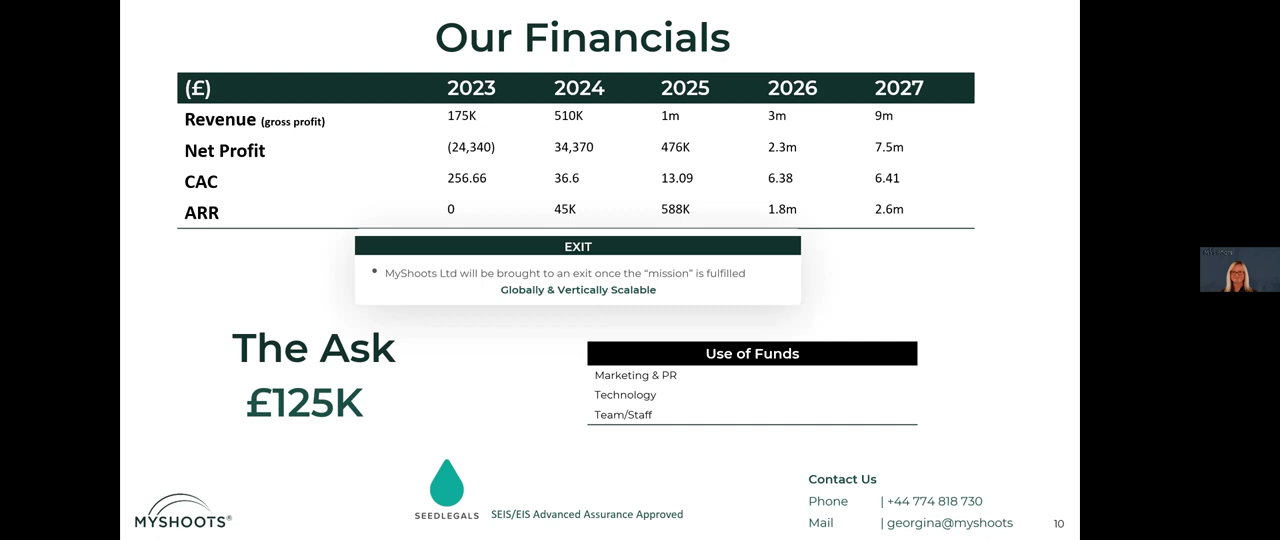 Our Financials
(£) 2023 2024 2025 2026 2027
Revenue (gross profit) 175K 510K 1m 3m 9m
Net Profit (24,340) 34,370 476K 2.3m 7.5m
CAC 256.66 36.6 13.09 6.38 6.41
ARR 0 45K 588K 1.8m 2.6m
EXIT
• MyShoots Ltd will be brought to an exit once the “mission” is fulfilled
Globally & Vertically Scalable
The Ask
£125K
Use of Funds
Marketing & PR
Technology
Team/Staff
MYSHOOTS®
SEEDLEGALS
SEIS/EIS Advanced Assurance Approved
Contact Us
Phone | +44 774 818 730
Mail | georgina@myshoots
10